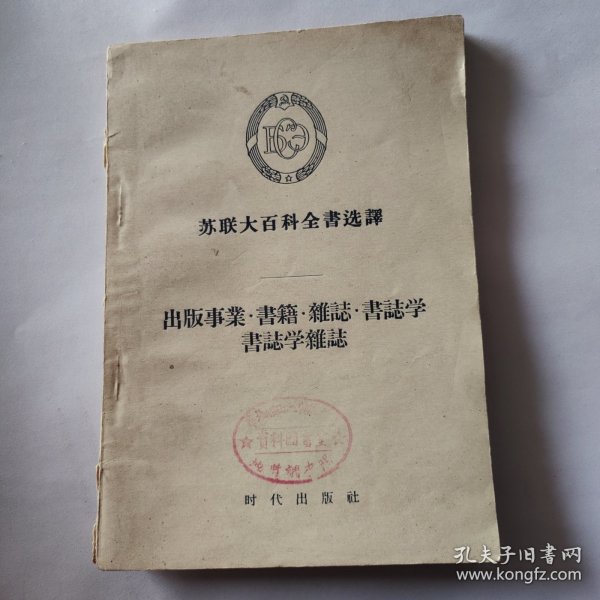 БСЭ
苏联大百科全書选譯
出版事業·書籍·雜誌·書誌学
書誌学雜誌
時代出版社
孔夫子旧书网
www.kongfz.com